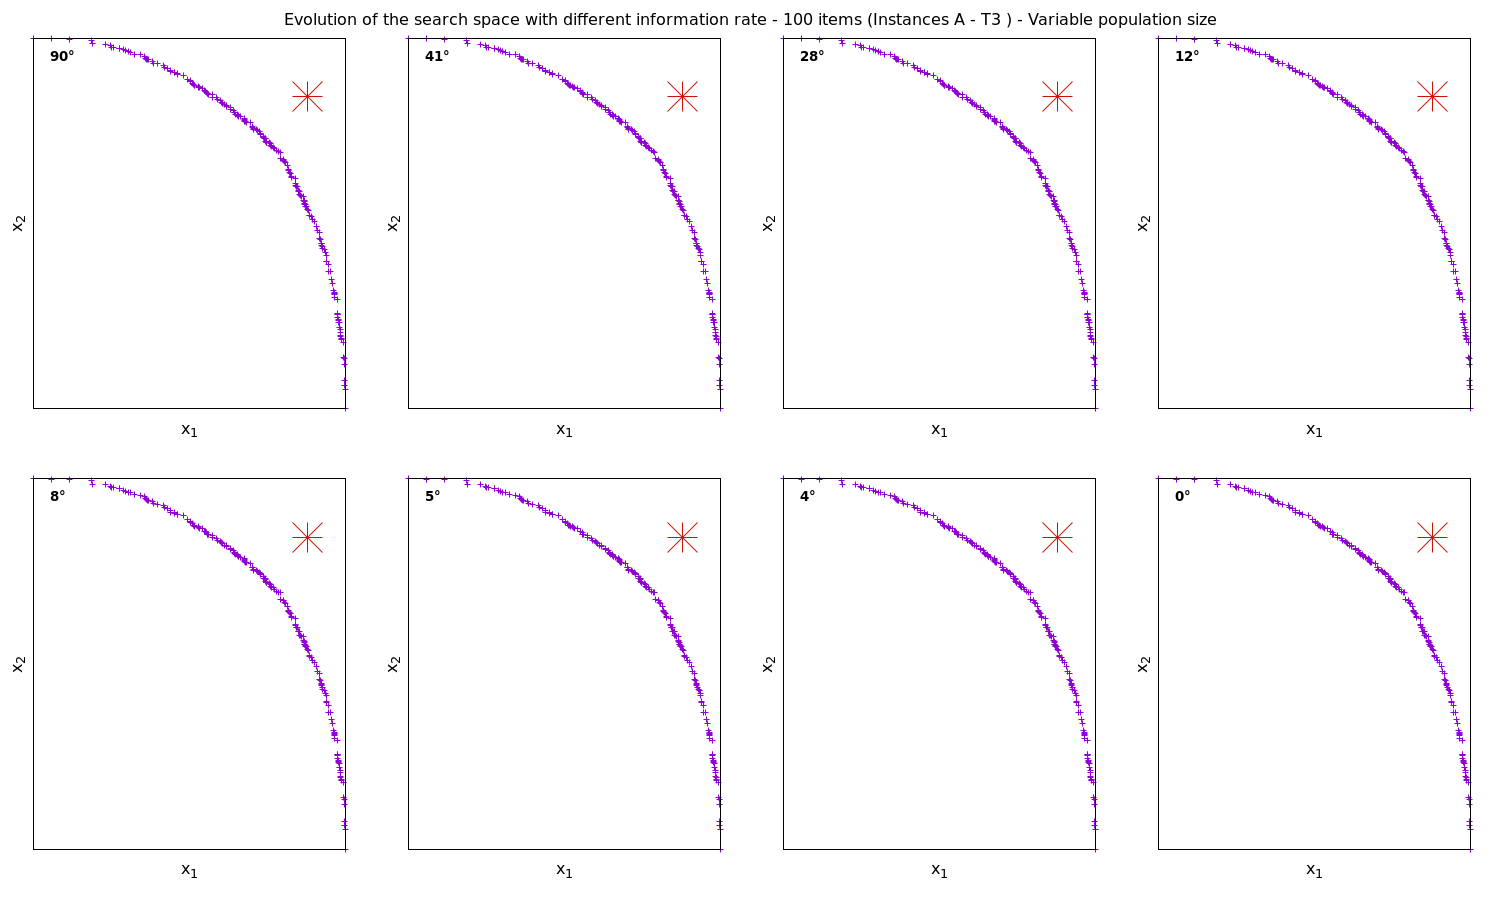 Evolution of the search space with different information rate - 100 items (Instances A - T3 ) - Variable population size
90°
41°
28°
12°
x2
x2
x2
x2
x1
x1
x1
x1
8°
5°
4°
0°
x2
x2
x2
x2
x1
x1
x1
x1